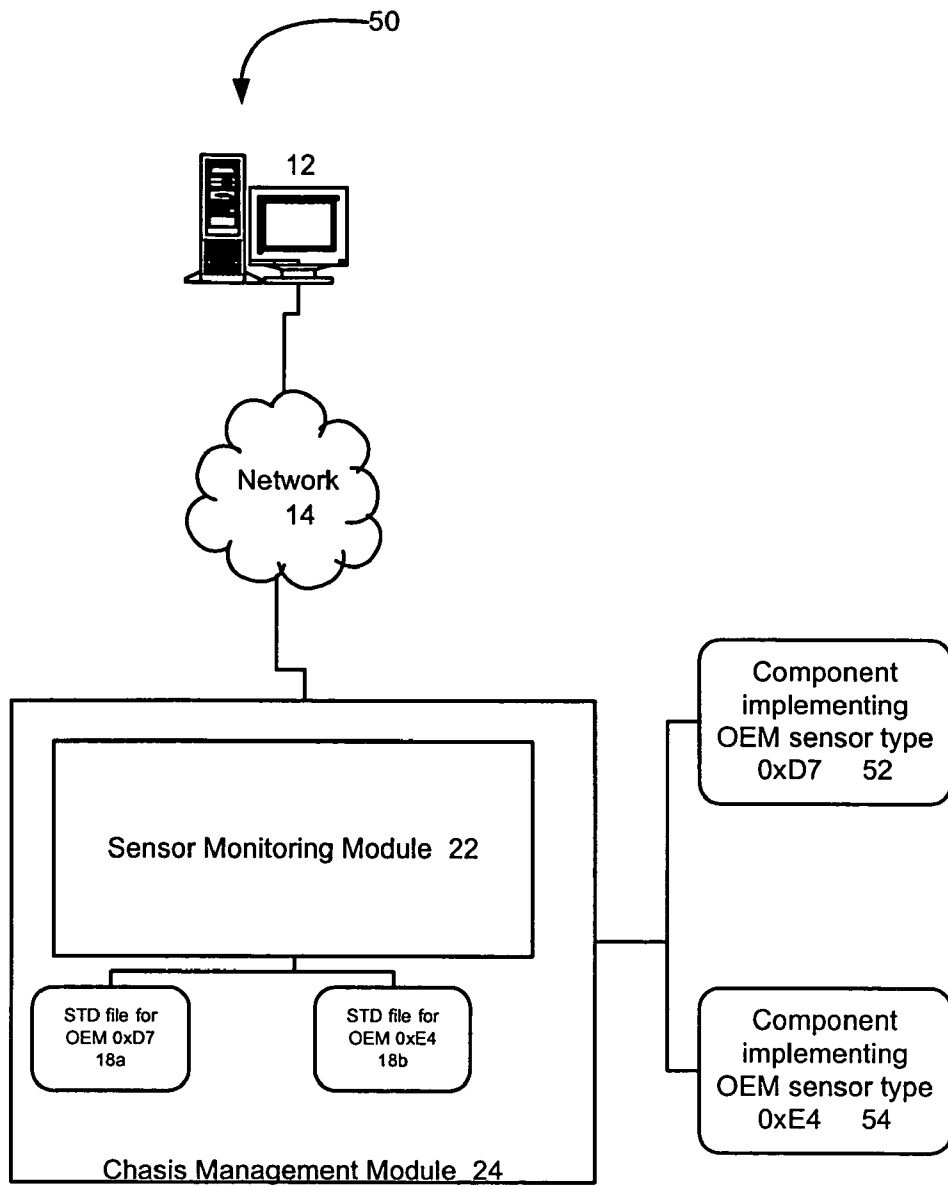 50
12
Network
14
Component
implementing
OEM sensor type
0xD7 52
Sensor Monitoring Module 22
STD file for
OEM 0xD7
18a
STD file for
OEM 0xE4
18b
Component
implementing
OEM sensor type
0xE4 54
Chasis Management Module 24